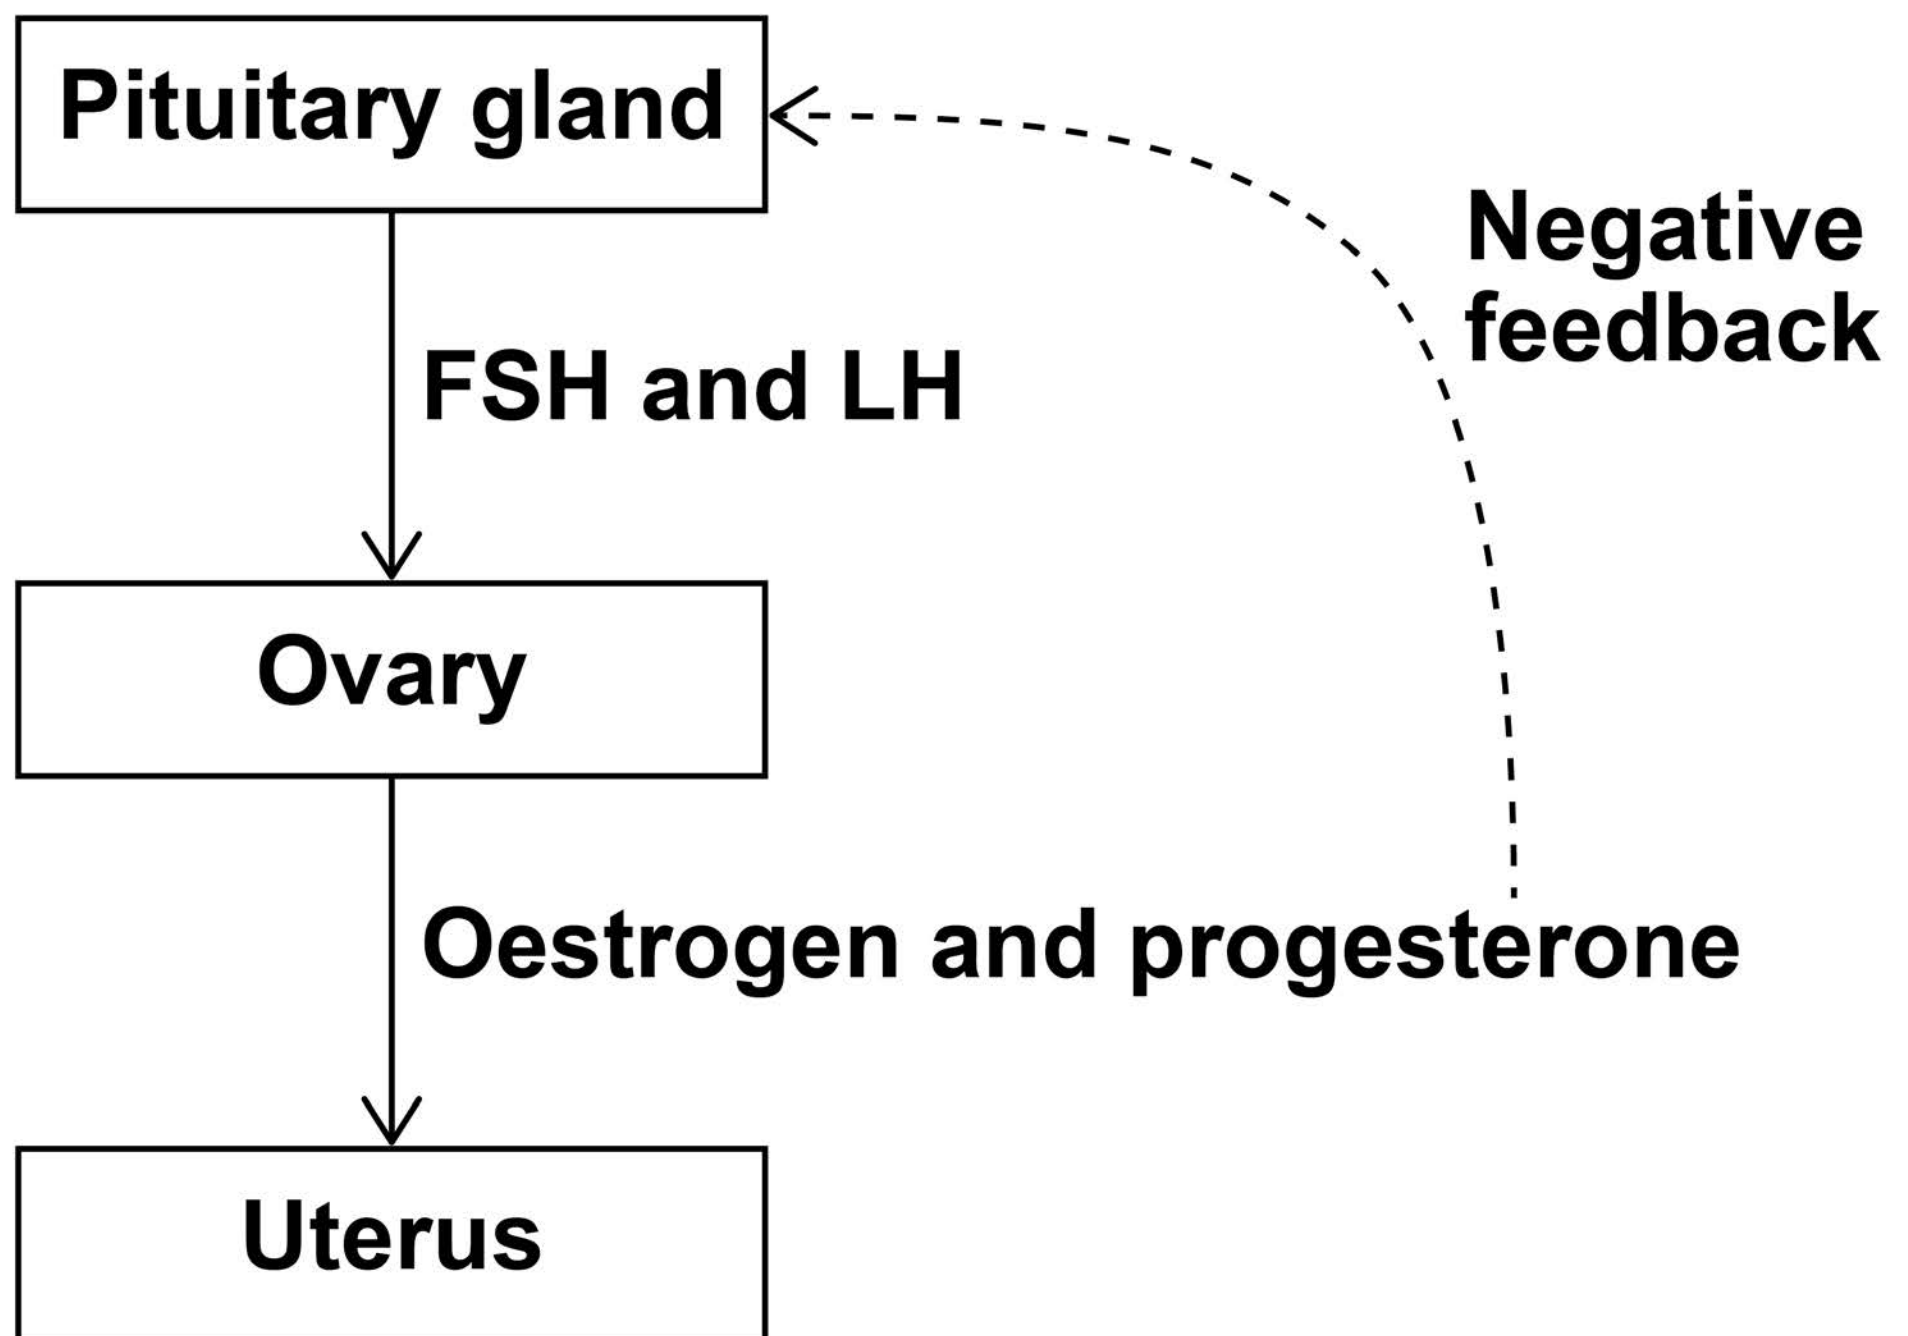 Pituitary gland
Negative
feedback
FSH and LH
Ovary
Oestrogen and progesterone
Uterus